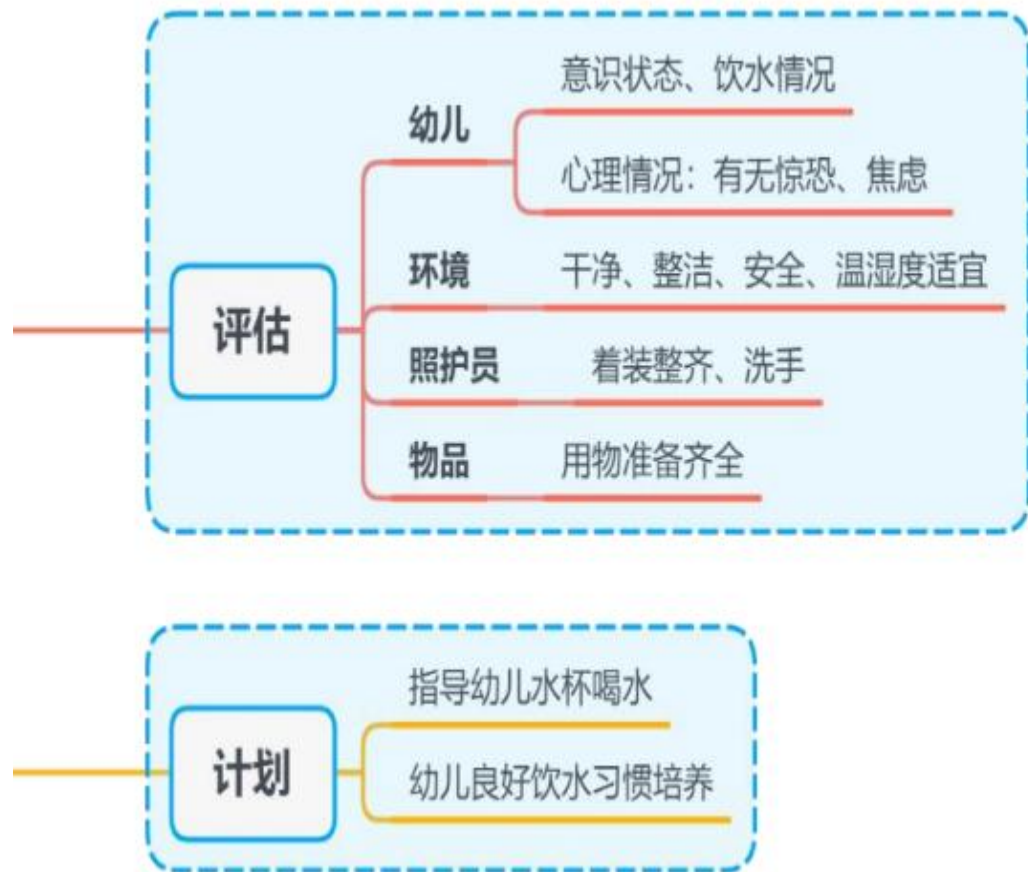 意识状态、饮水情况
幼儿
心理情况：有无惊恐、焦虑
环境 干净、整洁、安全、温湿度适宜
评估
照护员 着装整齐、洗手
物品 用物准备齐全
指导幼儿水杯喝水
计划
幼儿良好饮水习惯培养